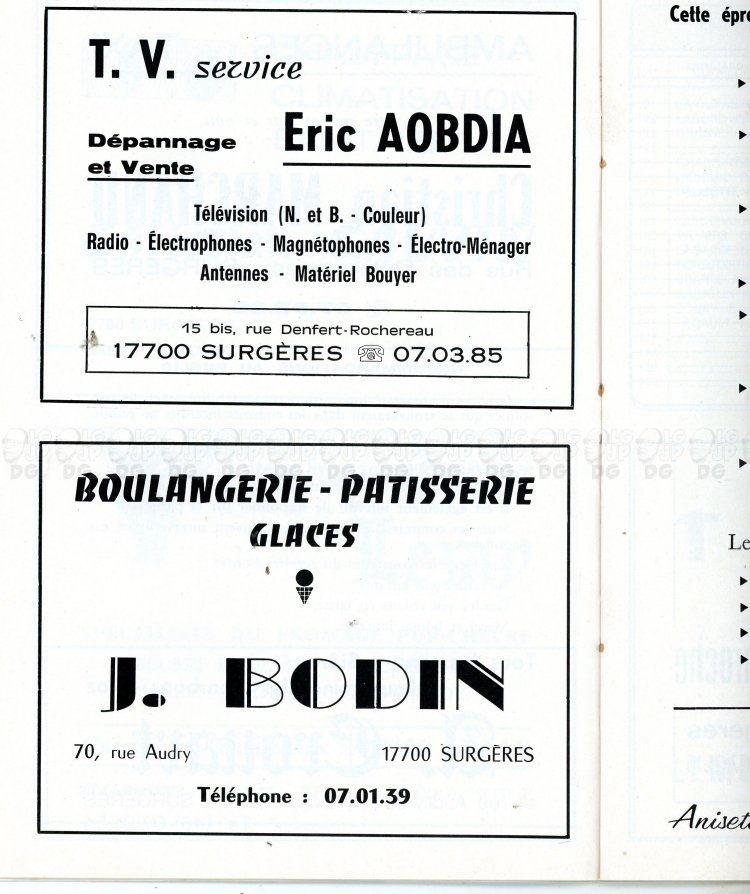 T. V. service
Eric AOBDIA
Dépannage
et Vente
Télévision (N. et B. - Couleur)
Radio - Électrophones - Magnétophones - Électro-Ménager
Antennes - Matériel Bouyer
15 bis, rue Denfert-Rochereau
17700 SURGÈRES ☏ 07.03.85
BOULANGERIE - PATISSERIE
GLACES
J. BODIN
70, rue Audry 17700 SURGÈRES
Téléphone : 07.01.39
Cette
Le